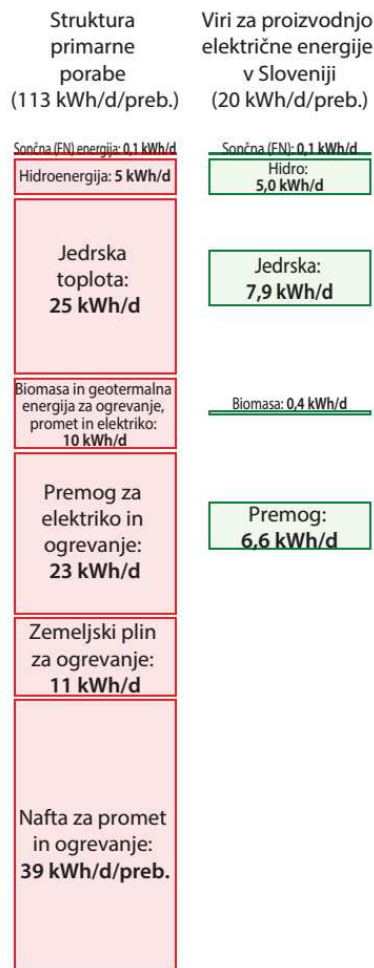 Struktura
primarne
porabe
(113 kWh/d/preb.)
Sončna (FN) energija: 0,1 kWh/d
Hidroenergija: 5 kWh/d
Jedrska
toplota:
25 kWh/d
Biomasa in geotermalna
energija za ogrevanje,
promet in elektriko:
10 kWh/d
Premog za
elektriko in
ogrevanje:
23 kWh/d
Zemeljski plin
za ogrevanje:
11 kWh/d
Nafta za promet
in ogrevanje:
39 kWh/d/preb.
Viri za proizvodnjo
električne energije
v Sloveniji
(20 kWh/d/preb.)
Sončna (FN): 0,1 kWh/d
Hidro:
5,0 kWh/d
Jedrska:
7,9 kWh/d
Biomasa: 0,4 kWh/d
Premog:
6,6 kWh/d